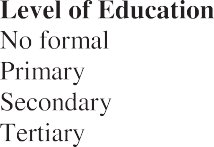 Level of Education
No formal
Primary
Secondary
Tertiary